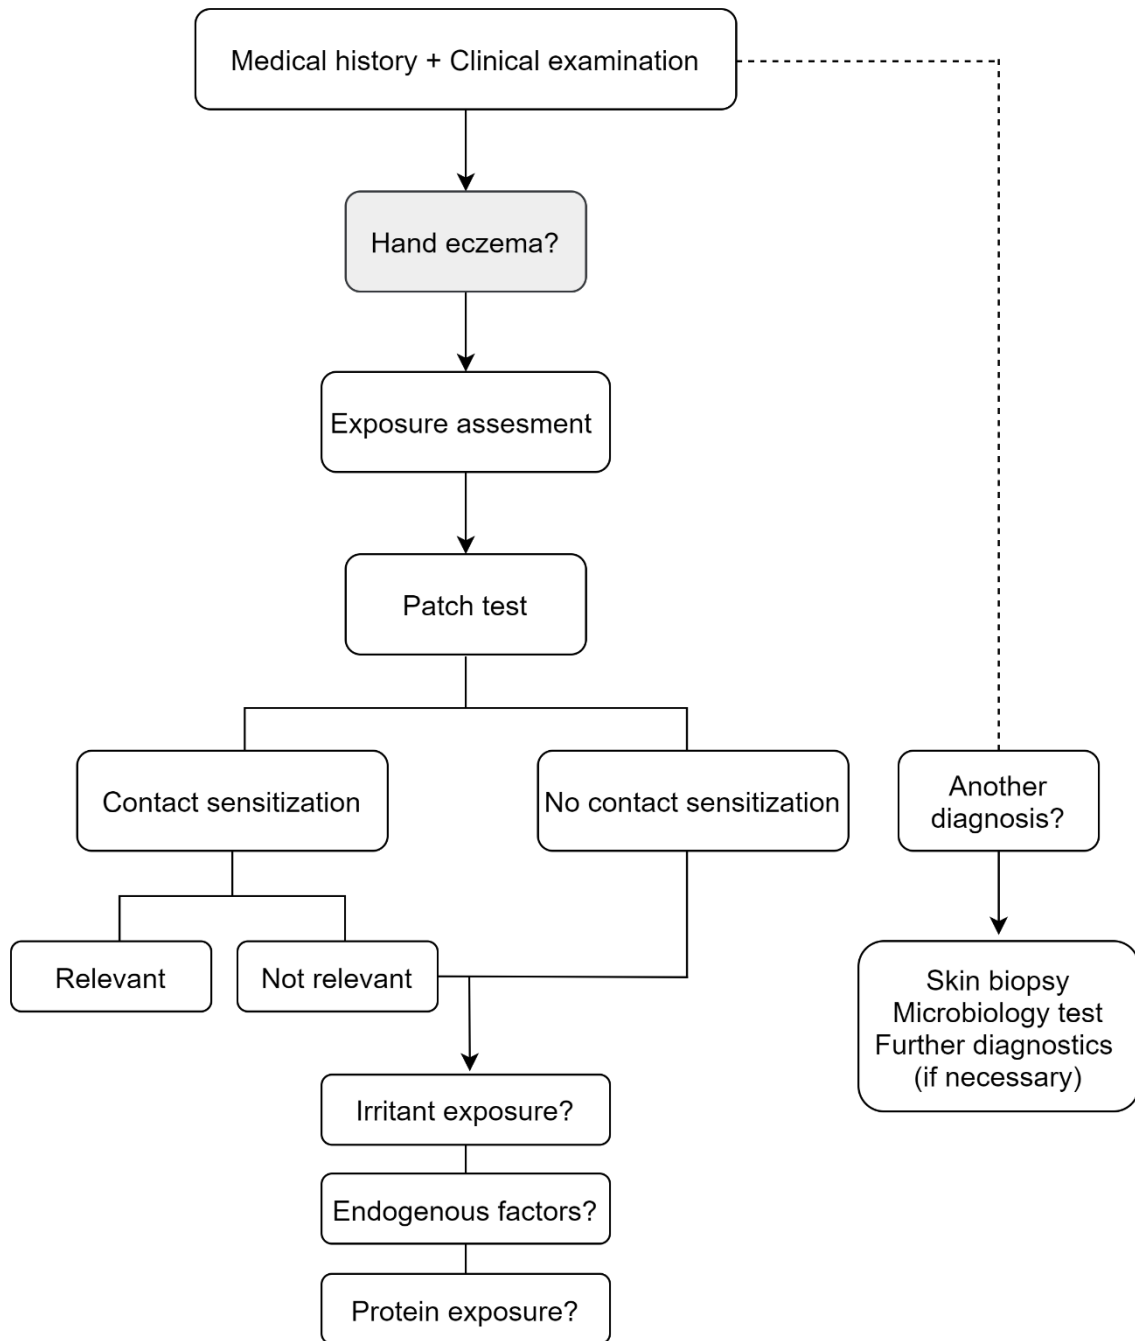 Medical history + Clinical examination
Hand eczema?
Exposure assesment
Patch test
Contact sensitization
No contact sensitization
Another
diagnosis?
Relevant
Not relevant
Skin biopsy
Microbiology test
Further diagnostics
(if necessary)
Irritant exposure?
Endogenous factors?
Protein exposure?